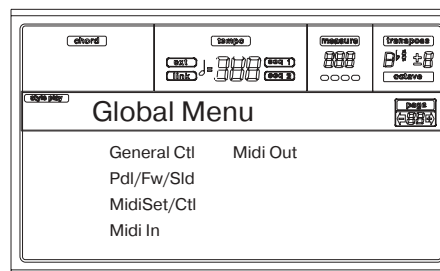 chord tempo measure transpose
ext seq 1
link seq 2
octave
style play page
Global Menu
General Ctl Midi Out
Pdl/Fw/Sld
MidiSet/Ctl
Midi In